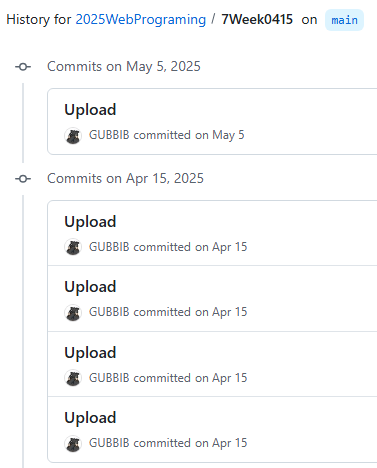 History for 2025WebPrograming / 7Week0415 on main
Commits on May 5, 2025
Upload
GUBBIB committed on May 5
Commits on Apr 15, 2025
Upload
GUBBIB committed on Apr 15
Upload
GUBBIB committed on Apr 15
Upload
GUBBIB committed on Apr 15
Upload
GUBBIB committed on Apr 15